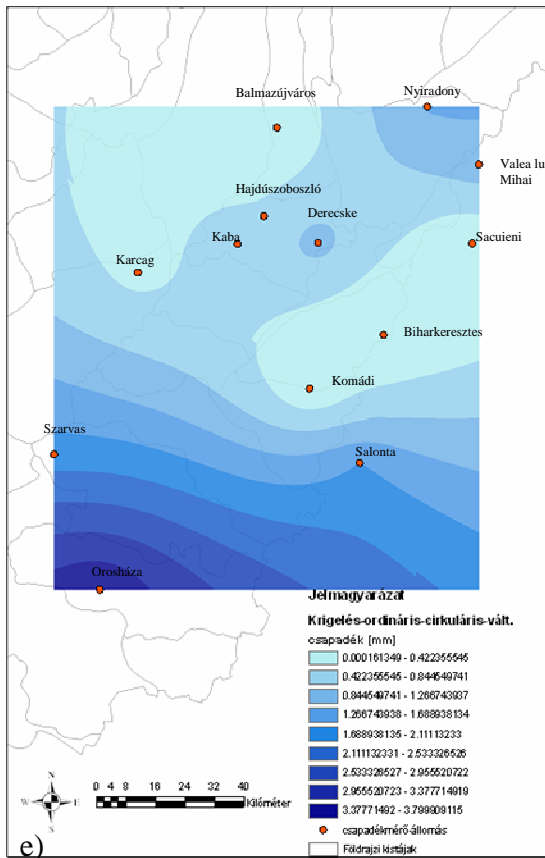 Balmazújváros
Nyiradony
Valea lu
Mihai
Hajdúszoboszló
Derecske
Kaba
Sacuieni
Karcag
Biharkeresztes
Komádi
Szarvas
Salonta
Orosháza
Jelmagyarázat
Krigelés-ordináris-cirkuláris-vált.
csapadék [mm]
0.000161349 - 0.422355545
0.422355545 - 0.844549741
0.844549741 - 1.266743937
1.266743938 - 1.688938134
1.688938135 - 2.11113233
2.111132331 - 2.533326526
2.533326527 - 2.955520722
2.955520723 - 3.377714919
3.37771492 - 3.799909115
csapadékmérő állomás
Földrajzi kistájak
N
W E
S
0 4 8 16 24 32 40
Kilométer
e)